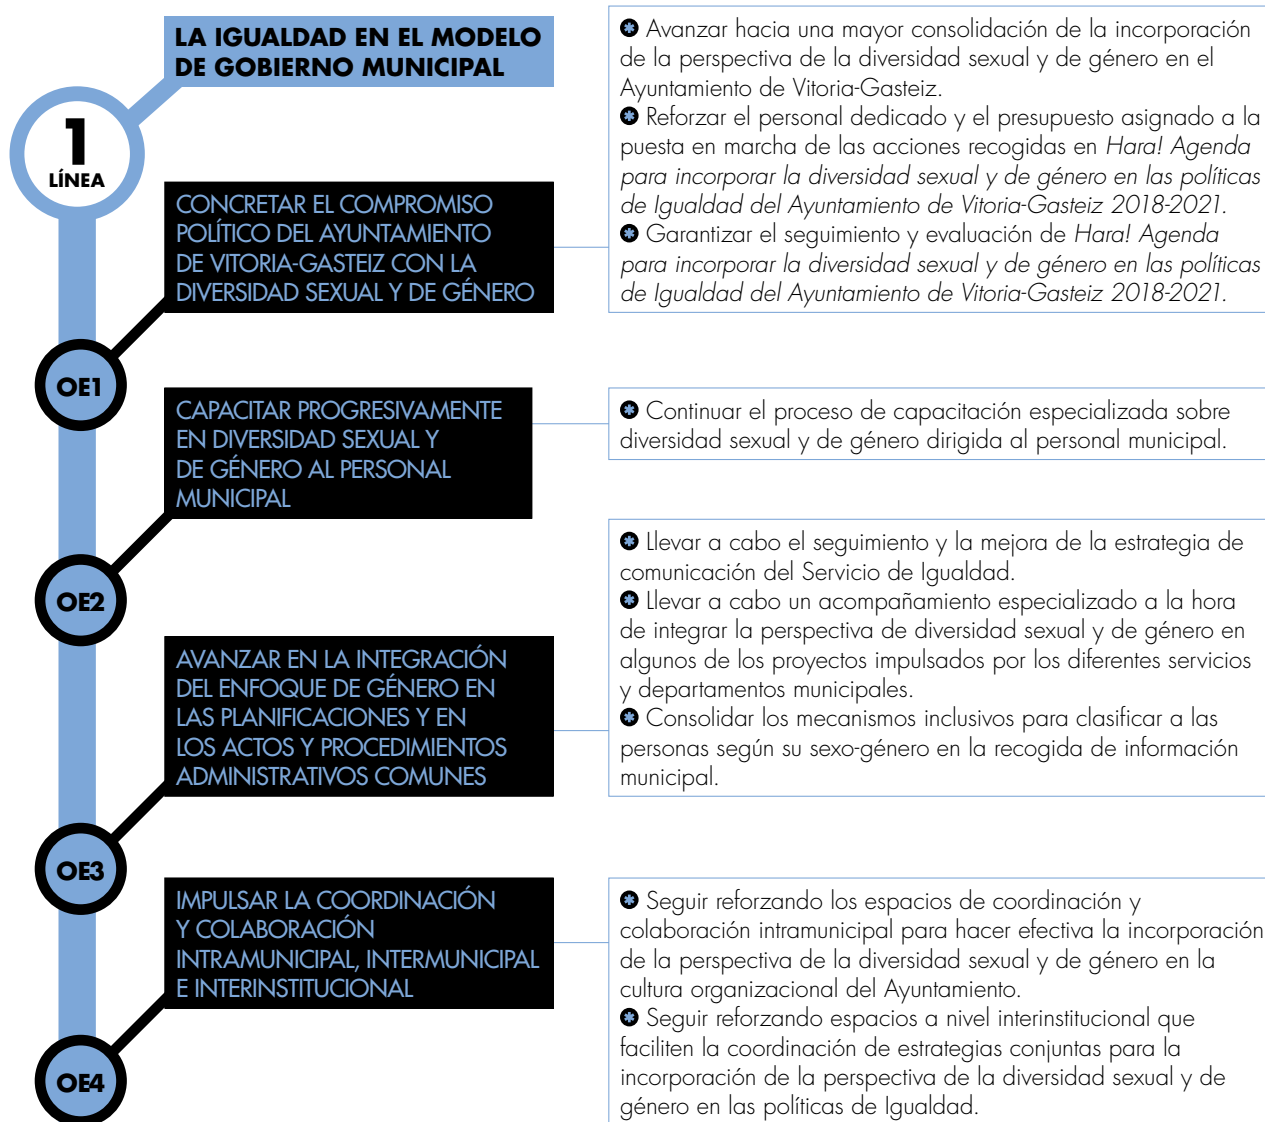 LA IGUALDAD EN EL MODELO
DE GOBIERNO MUNICIPAL
1
LÍNEA
CONCRETAR EL COMPROMISO
POLÍTICO DEL AYUNTAMIENTO
DE VITORIA-GASTEIZ CON LA
DIVERSIDAD SEXUAL Y DE GÉNERO
Avanzar hacia una mayor consolidación de la incorporación
de la perspectiva de la diversidad sexual y de género en el
Ayuntamiento de Vitoria-Gasteiz.
Reforzar el personal dedicado y el presupuesto asignado a la
puesta en marcha de las acciones recogidas en Hara! Agenda
para incorporar la diversidad sexual y de género en las políticas
de Igualdad del Ayuntamiento de Vitoria-Gasteiz 2018-2021.
Garantizar el seguimiento y evaluación de Hara! Agenda
para incorporar la diversidad sexual y de género en las políticas
de Igualdad del Ayuntamiento de Vitoria-Gasteiz 2018-2021.
OE1
CAPACITAR PROGRESIVAMENTE
EN DIVERSIDAD SEXUAL Y
DE GÉNERO AL PERSONAL
MUNICIPAL
Continuar el proceso de capacitación especializada sobre
diversidad sexual y de género dirigida al personal municipal.
OE2
AVANZAR EN LA INTEGRACIÓN
DEL ENFOQUE DE GÉNERO EN
LAS PLANIFICACIONES Y EN
LOS ACTOS Y PROCEDIMIENTOS
ADMINISTRATIVOS COMUNES
Llevar a cabo el seguimiento y la mejora de la estrategia de
comunicación del Servicio de Igualdad.
Llevar a cabo un acompañamiento especializado a la hora
de integrar la perspectiva de diversidad sexual y de género en
algunos de los proyectos impulsados por los diferentes servicios
y departamentos municipales.
Consolidar los mecanismos inclusivos para clasificar a las
personas según su sexo-género en la recogida de información
municipal.
OE3
IMPULSAR LA COORDINACIÓN
Y COLABORACIÓN
INTRAMUNICIPAL, INTERMUNICIPAL
E INTERINSTITUCIONAL
Seguir reforzando los espacios de coordinación y
colaboración intramunicipal para hacer efectiva la incorporación
de la perspectiva de la diversidad sexual y de género en la
cultura organizacional del Ayuntamiento.
Seguir reforzando espacios a nivel interinstitucional que
faciliten la coordinación de estrategias conjuntas para la
incorporación de la perspectiva de la diversidad sexual y de
género en las políticas de Igualdad.
OE4